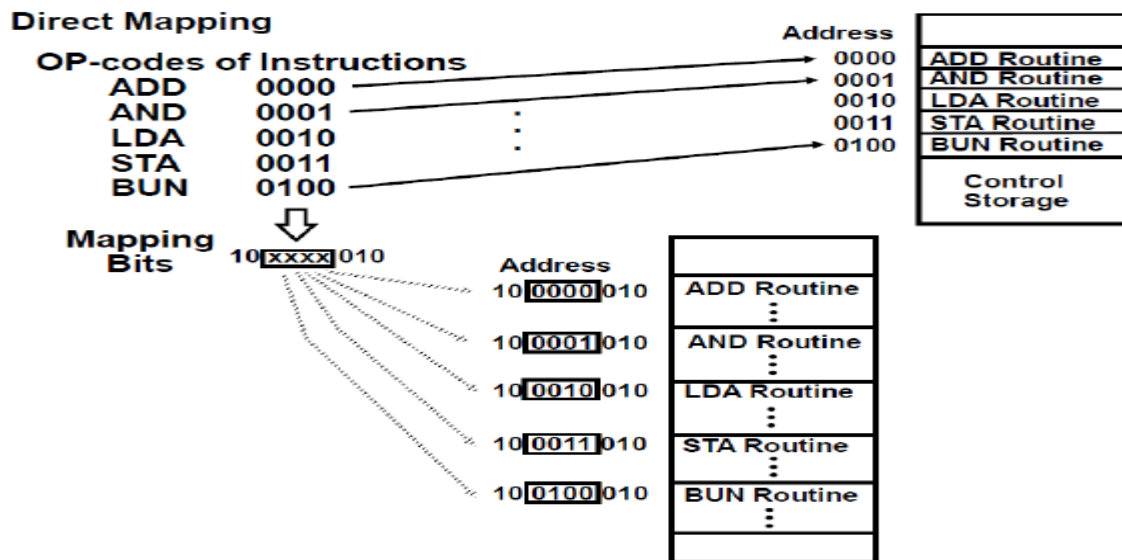 Direct Mapping
OP-codes of Instructions
ADD 0000
AND 0001
LDA 0010
STA 0011
BUN 0100
Address
0000 ADD Routine
0001 AND Routine
0010 LDA Routine
0011 STA Routine
0100 BUN Routine
Control
Storage
Mapping
Bits
10 xxxx 010
Address
10 0000 010 ADD Routine
10 0001 010 AND Routine
10 0010 010 LDA Routine
10 0011 010 STA Routine
10 0100 010 BUN Routine